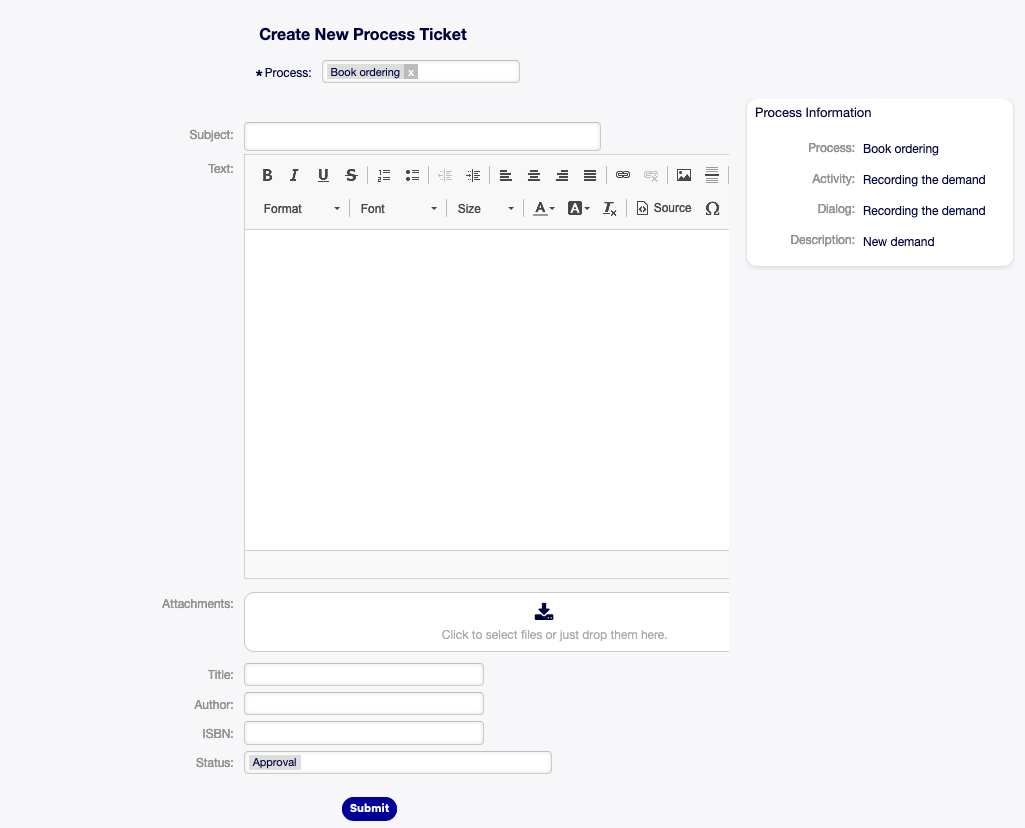 Create New Process Ticket
★ Process: Book ordering x
Process Information
Process: Book ordering
Activity: Recording the demand
Dialog: Recording the demand
Description: New demand
Subject:
Text:
B I U S
Format Font Size A A Tx Source Ω
Attachments:
Click to select files or just drop them here.
Title:
Author:
ISBN:
Status: Approval
Submit